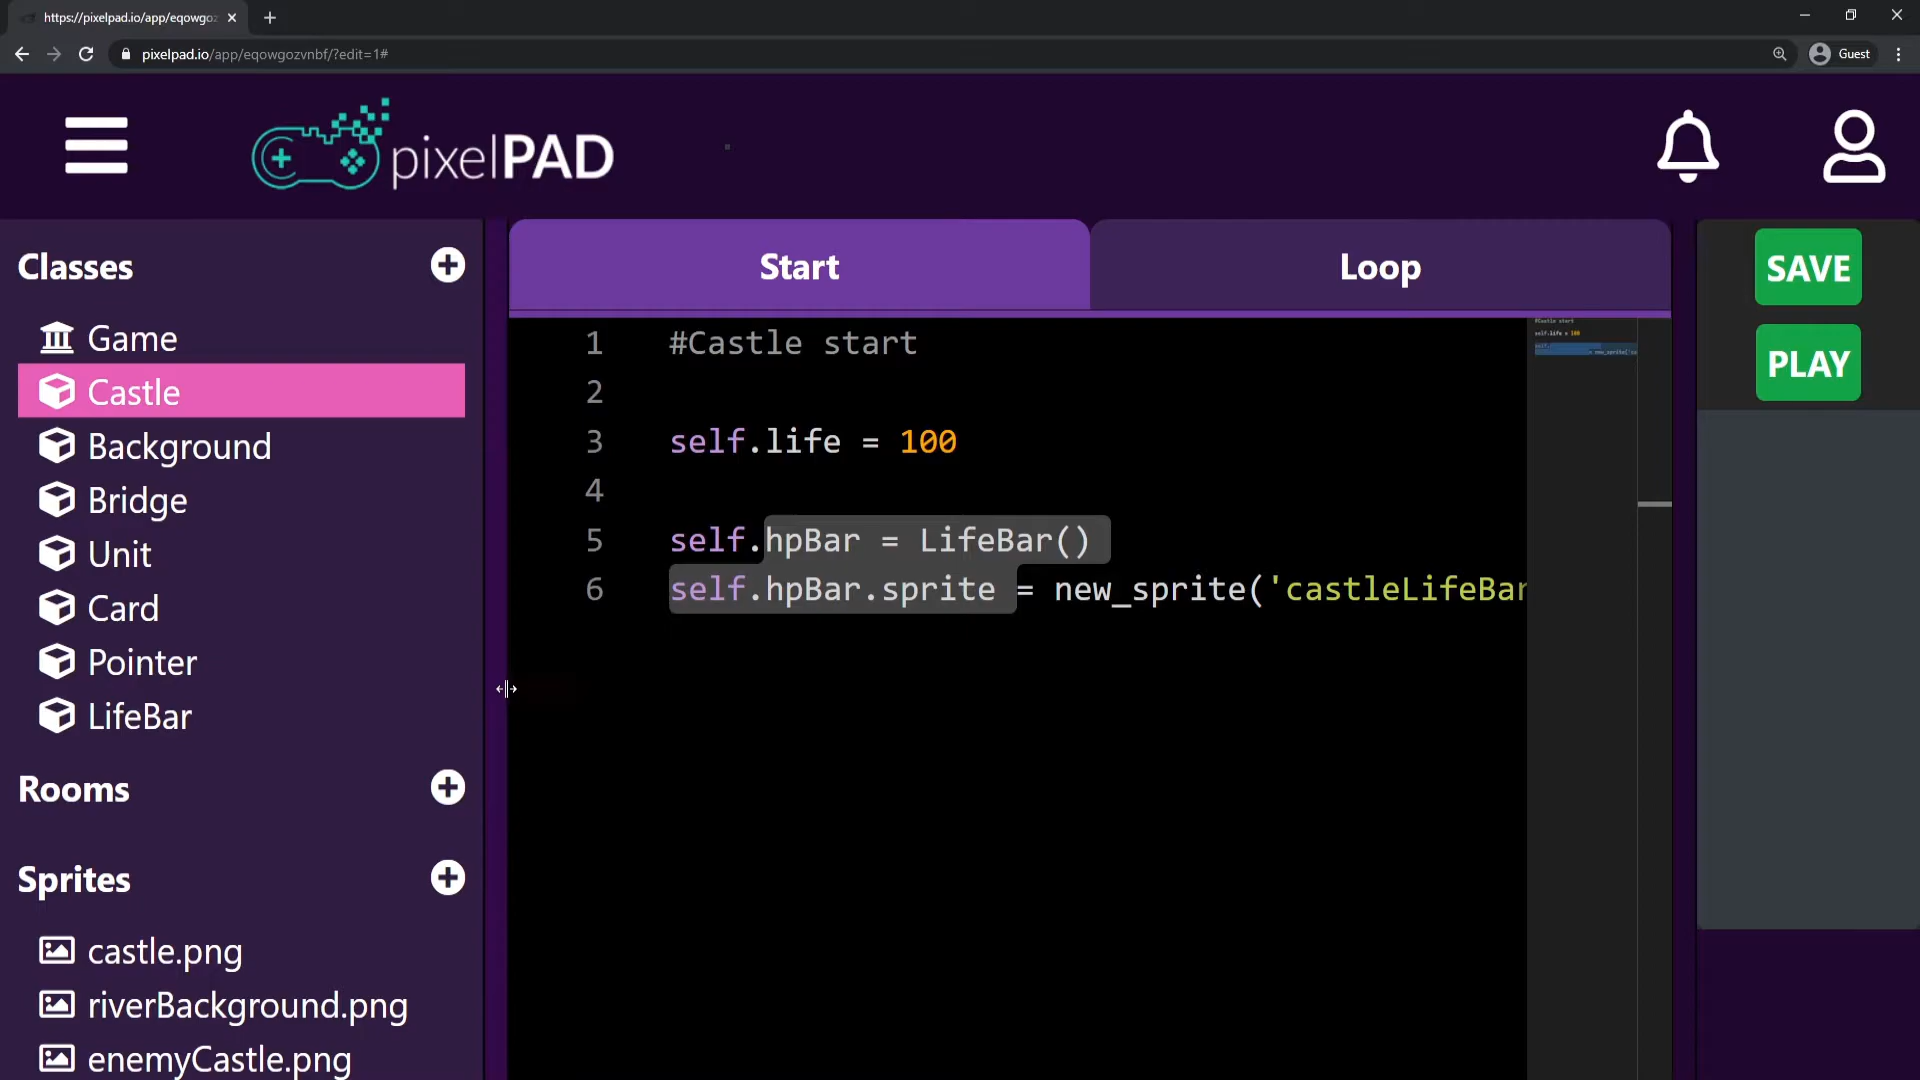 https://pixelpad.io/app/eqowgoz
pixelpad.io/app/eqowgozvnbf/?edit=1#
Guest
pixelPAD
Classes
Game
Castle
Background
Bridge
Unit
Card
Pointer
LifeBar
Rooms
Sprites
castle.png
riverBackground.png
enemyCastle.png
Start
Loop
1 #Castle start
2
3 self.life = 100
4
5 self.hpBar = LifeBar()
6 self.hpBar.sprite = new_sprite('castleLifeBar
SAVE
PLAY